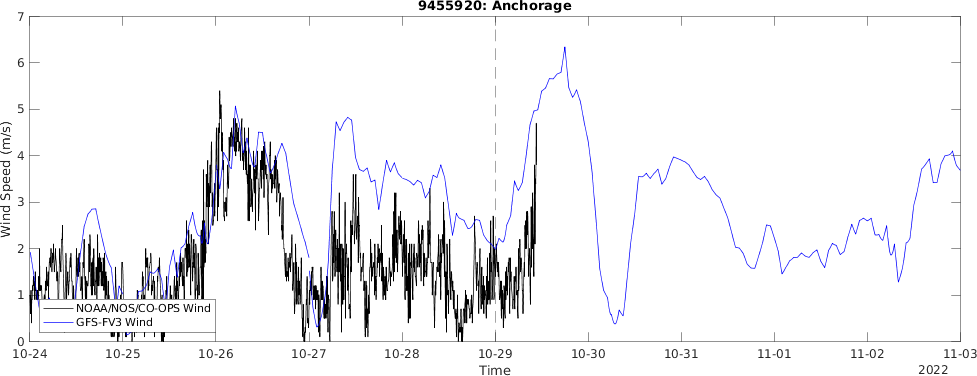 9455920: Anchorage
7
6
5
4
3
2
1
0
Wind Speed (m/s)
NOAA/NOS/CO-OPS Wind
GFS-FV3 Wind
10-24 10-25 10-26 10-27 10-28 10-29 10-30 10-31 11-01 11-02 11-03
Time
2022